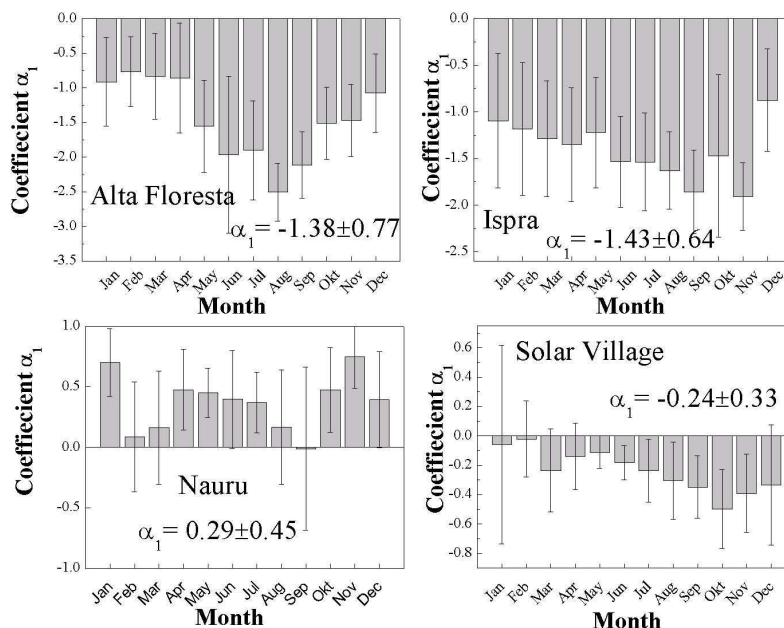 0.0
-0.5
-1.0
-1.5
-2.0
-2.5
-3.0
-3.5
Coeffiecient α1
Alta Floresta
α1= -1.38±0.77
Jan Feb Mar Apr May Jun Jul Aug Sep Okt Nov Dec
Month
0.0
-0.5
-1.0
-1.5
-2.0
-2.5
Coeffiecient α1
Ispra
α1= -1.43±0.64
Jan Feb Mar Apr May Jun Jul Aug Sep Okt Nov Dec
Month
1.0
0.5
0.0
-0.5
-1.0
Coeffiecient α1
Nauru
α1= 0.29±0.45
Jan Feb Mar Apr May Jun Jul Aug Sep Okt Nov Dec
Month
0.6
0.4
0.2
0.0
-0.2
-0.4
-0.6
-0.8
Coeffiecient α1
Solar Village
α1= -0.24±0.33
Jan Feb Mar Apr May Jun Jul Aug Sep Okt Nov Dec
Month